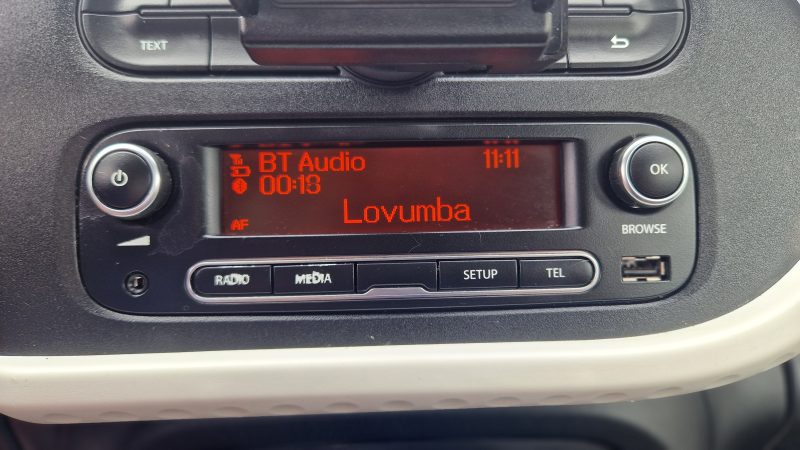 TEXT
BT Audio 11:11
00:18
Lovumba
AF
OK
BROWSE
RADIO MEDIA SETUP TEL